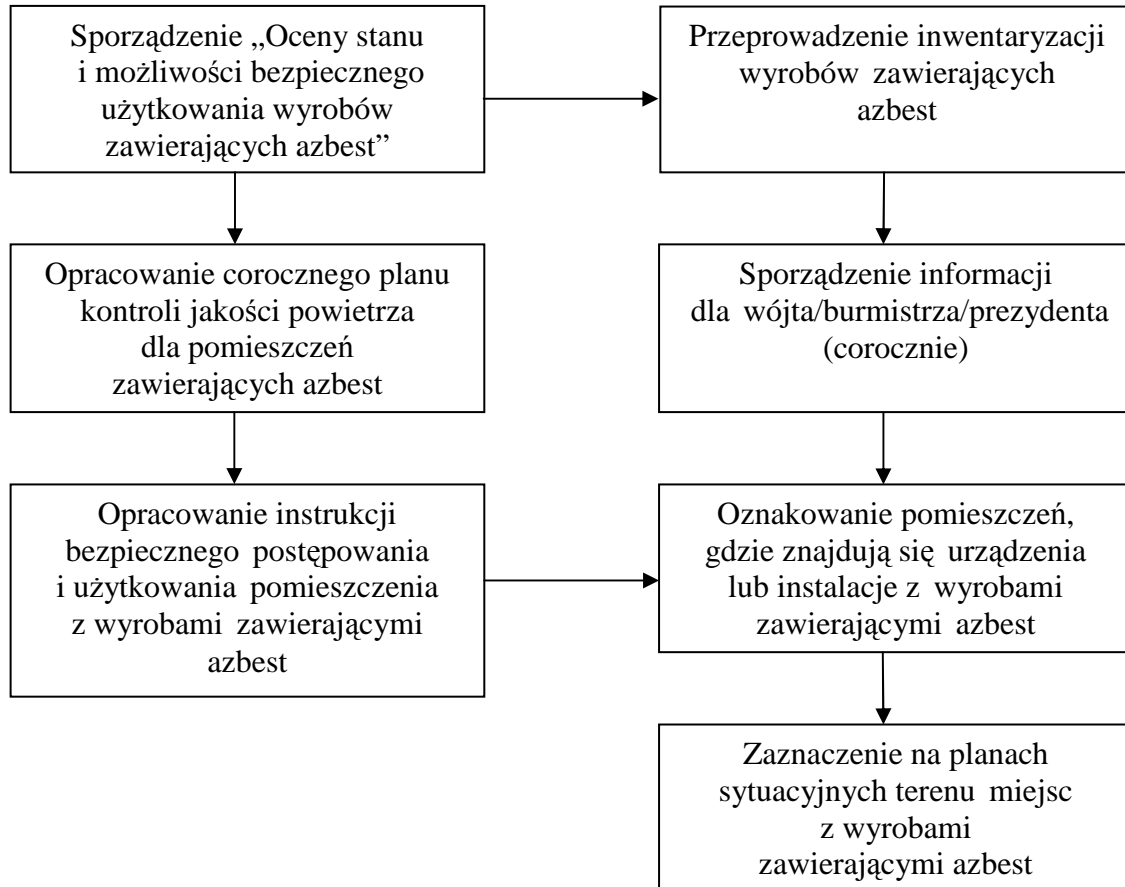 Sporządzenie „Oceny stanu
i możliwości bezpiecznego
użytkowania wyrobów
zawierających azbest”
Przeprowadzenie inwentaryzacji
wyrobów zawierających
azbest
Opracowanie corocznego planu
kontroli jakości powietrza
dla pomieszczeń
zawierających azbest
Sporządzenie informacji
dla wójta/burmistrza/prezydenta
(corocznie)
Opracowanie instrukcji
bezpiecznego postępowania
i użytkowania pomieszczenia
z wyrobami zawierającymi
azbest
Oznakowanie pomieszczeń,
gdzie znajdują się urządzenia
lub instalacje z wyrobami
zawierającymi azbest
Zaznaczenie na planach
sytuacyjnych terenu miejsc
z wyrobami
zawierającymi azbest